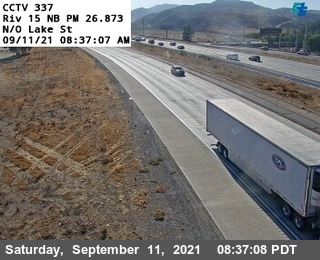 CCTV 337
Riv 15 NB PM 26.873
N/O Lake St
09/11/21 08:37:07 AM
Saturday, September 11, 2021 08:37:08 PDT